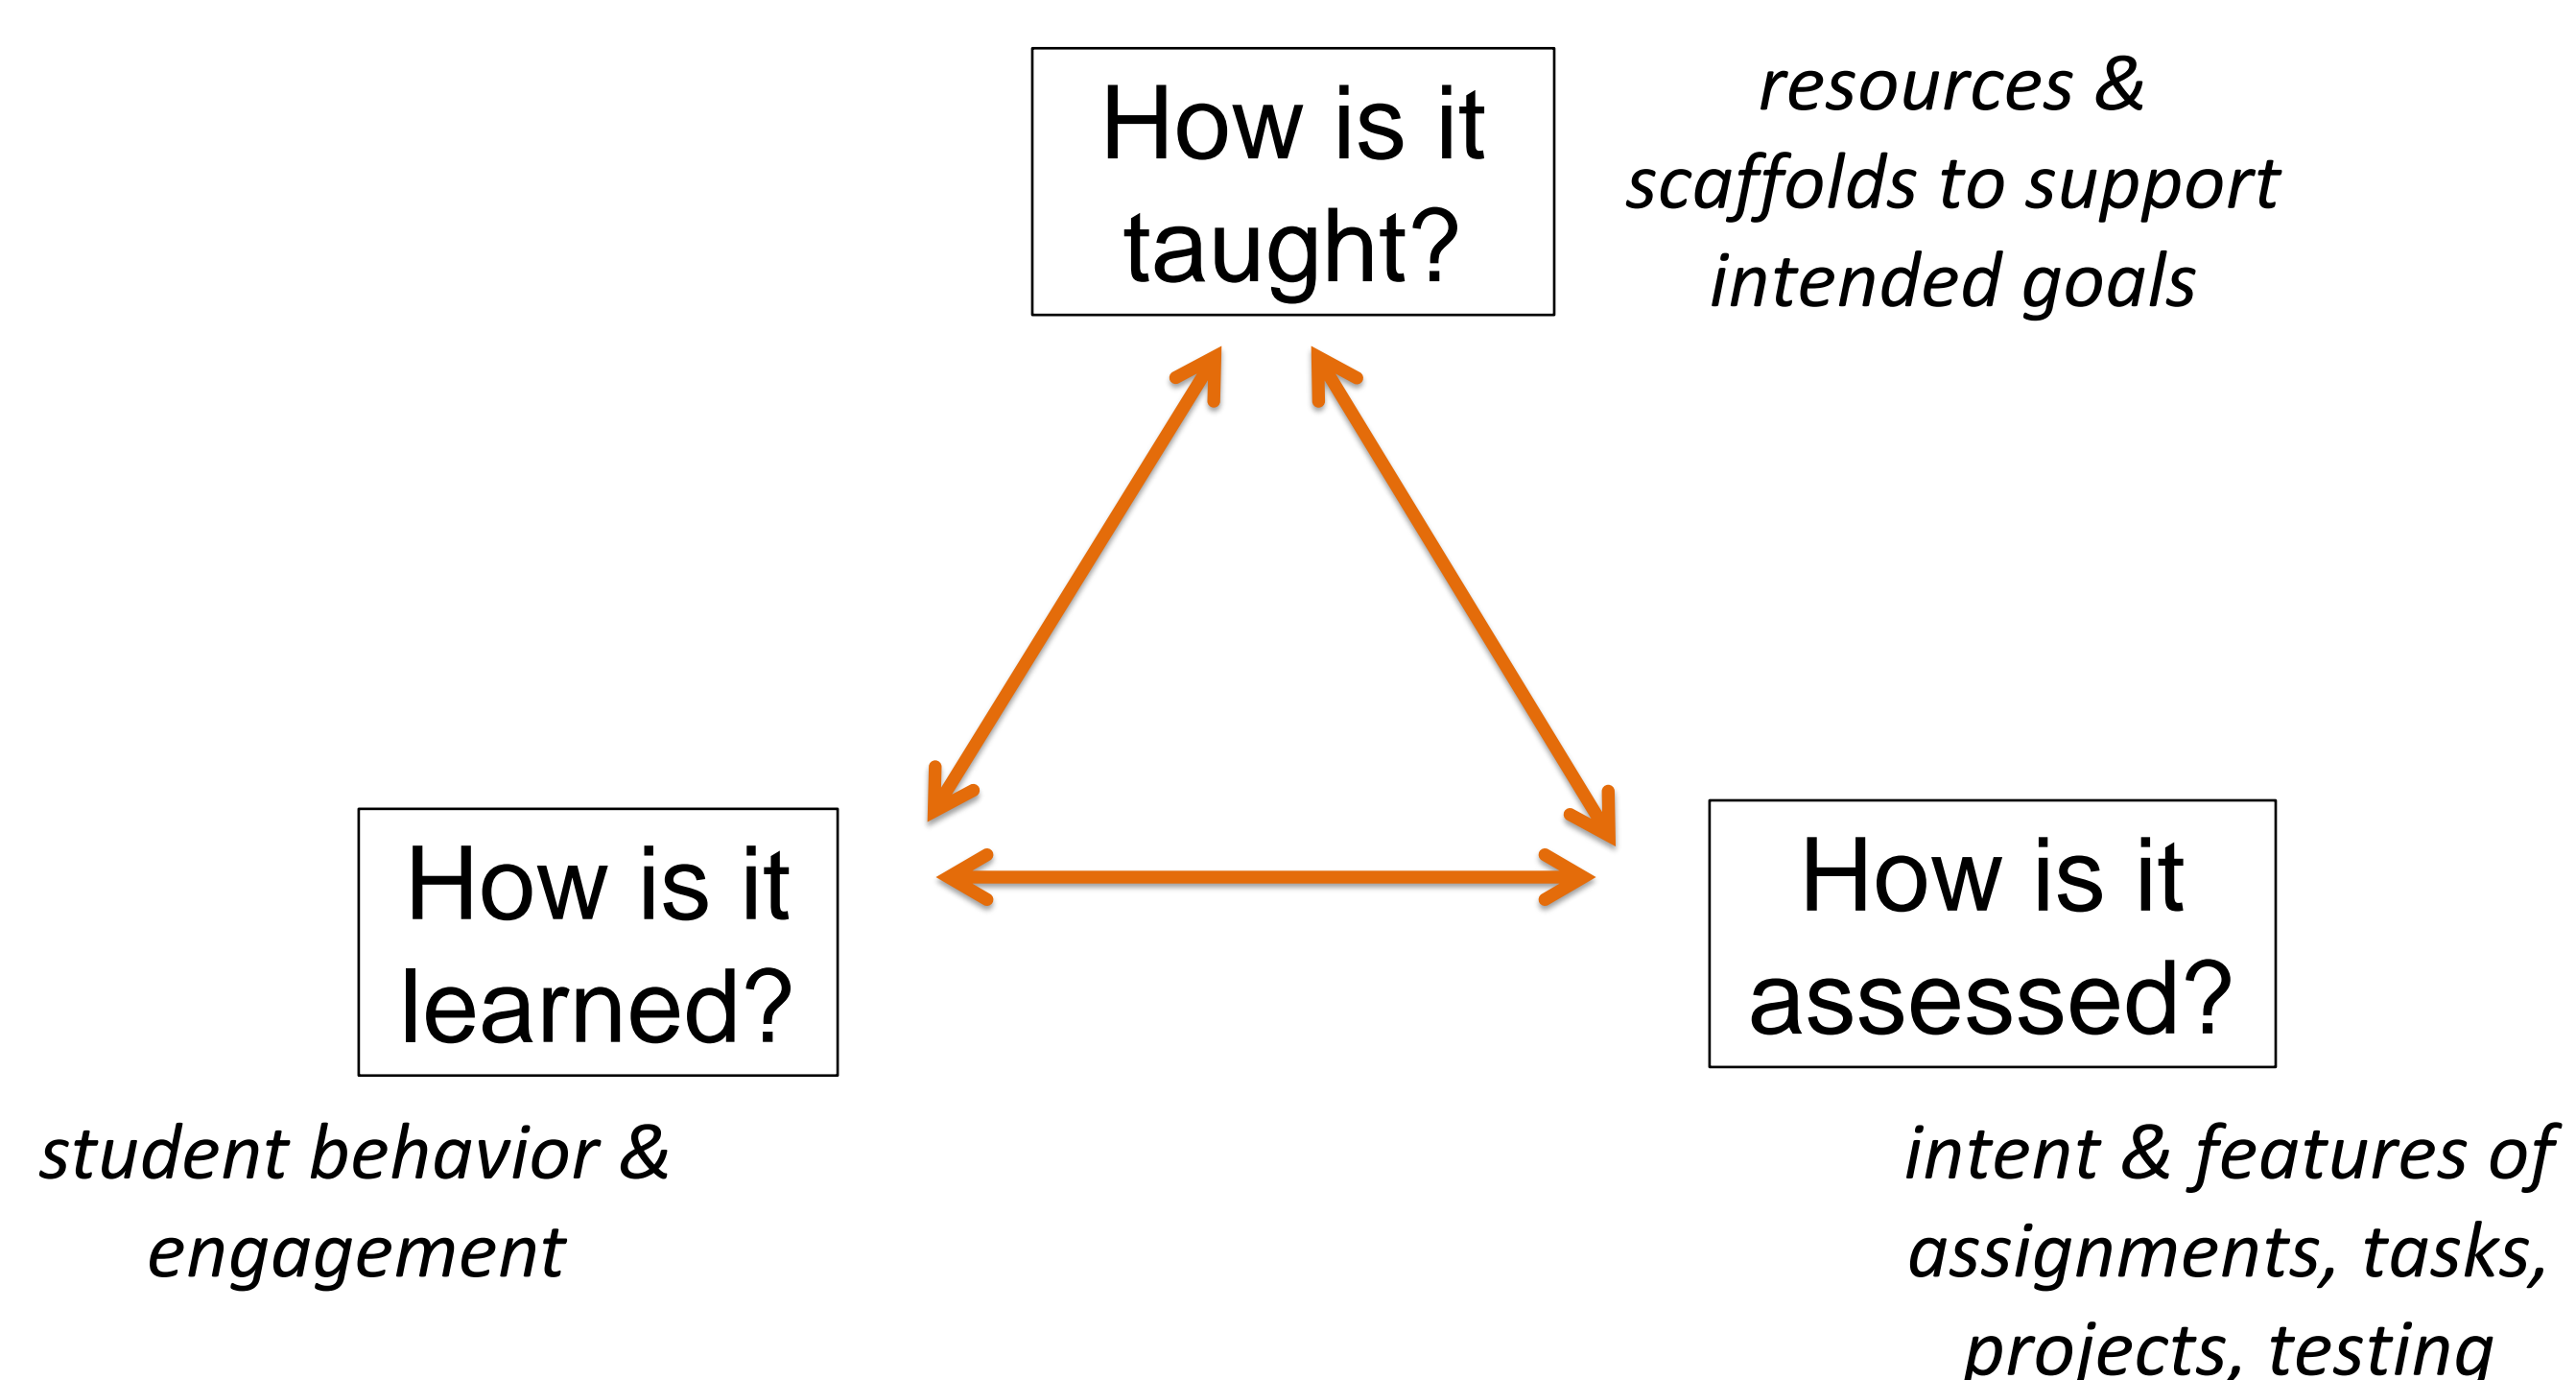 How is it
taught?
resources &
scaffolds to support
intended goals
How is it
learned?
How is it
assessed?
student behavior &
engagement
intent & features of
assignments, tasks,
projects, testing